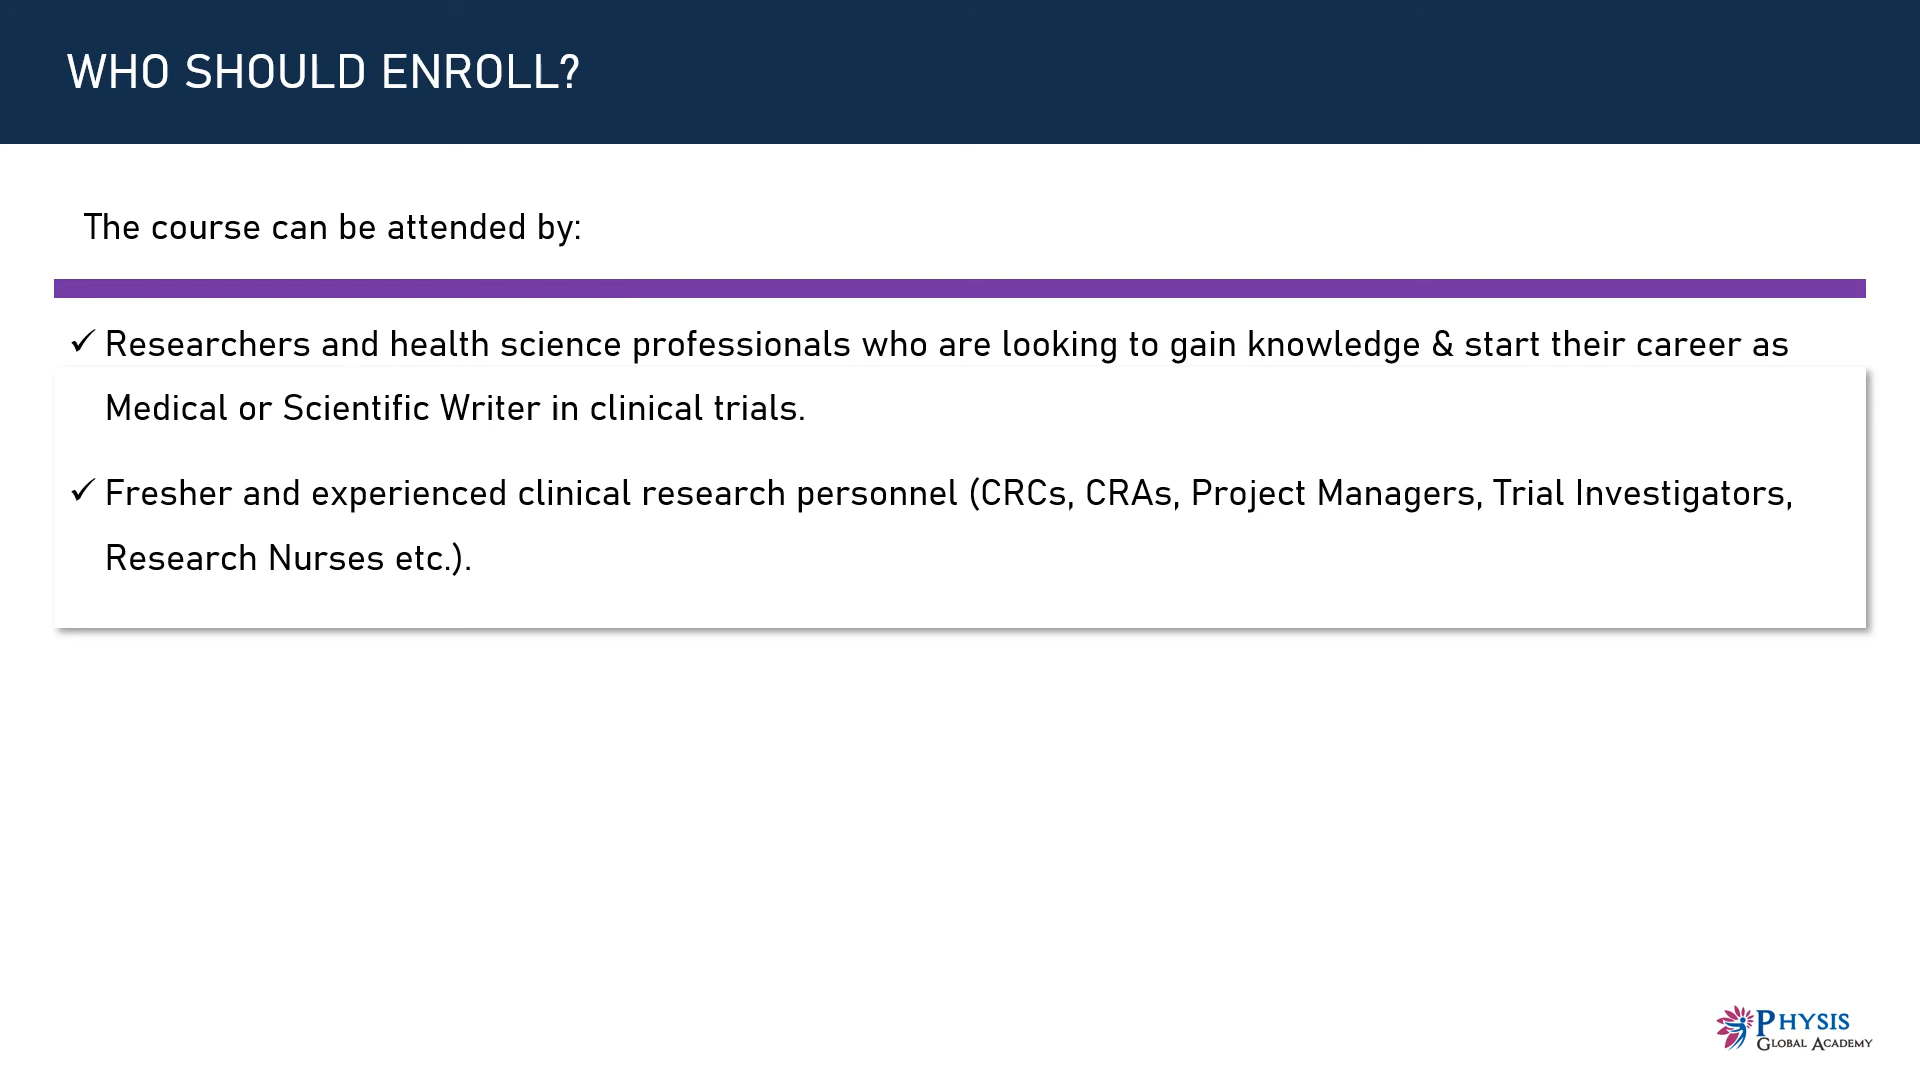 WHO SHOULD ENROLL?
The course can be attended by:
✓ Researchers and health science professionals who are looking to gain knowledge & start their career as
Medical or Scientific Writer in clinical trials.
✓ Fresher and experienced clinical research personnel (CRCs, CRAs, Project Managers, Trial Investigators,
Research Nurses etc.).
PHYSIS
GLOBAL ACADEMY